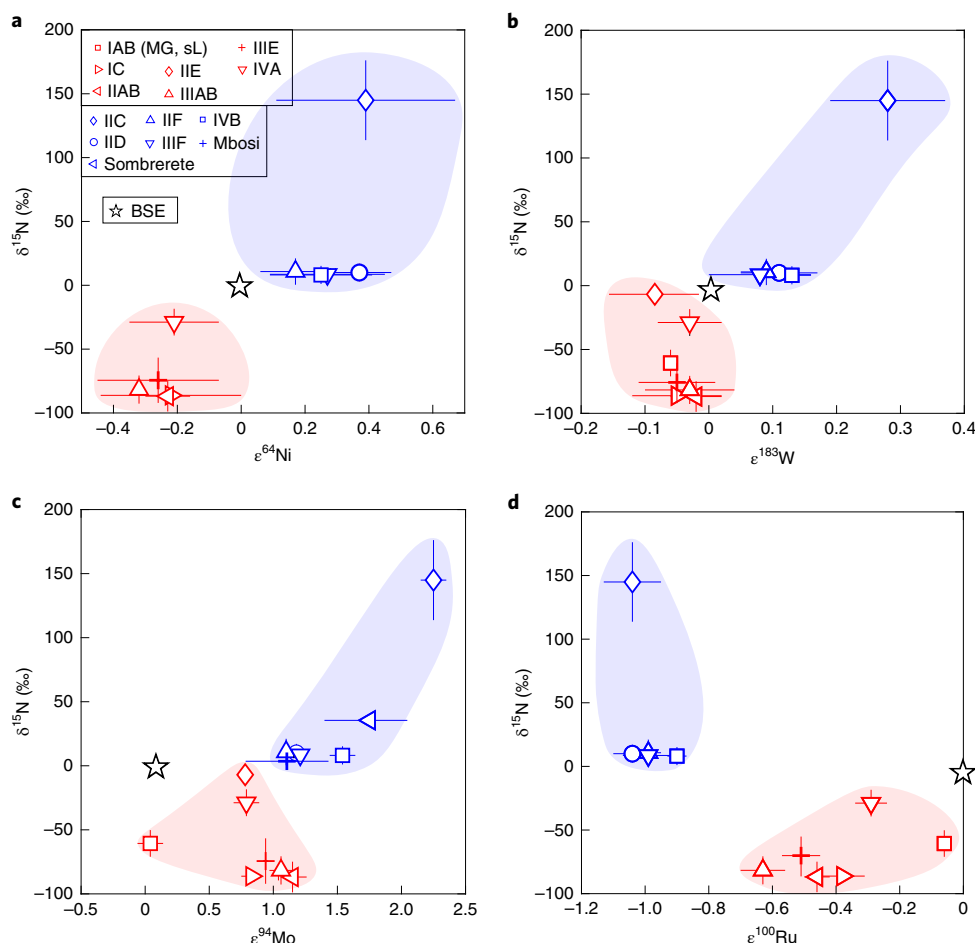 a
200
150
100
50
0
−50
−100
δ15N (‰)
IAB (MG, sL) IIIE
IC IIE IVA
IIAB IIIAB
IIC IIF IVB
IID IIIF Mbosi
Sombrerete
BSE
−0.4 −0.2 0 0.2 0.4 0.6
ε64Ni
b
200
150
100
50
0
−50
−100
δ15N (‰)
−0.2 −0.1 0 0.1 0.2 0.3 0.4
ε183W
c
200
150
100
50
0
−50
−100
δ15N (‰)
−0.5 0 0.5 1.0 1.5 2.0 2.5
ε94Mo
d
200
150
100
50
0
−50
−100
δ15N (‰)
−1.2 −1.0 −0.8 −0.6 −0.4 −0.2 0
ε100Ru